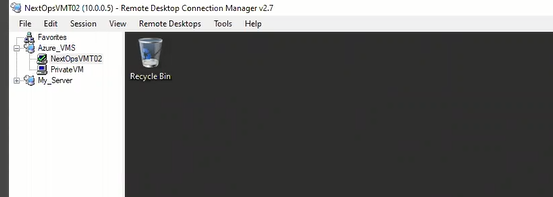 NextOpsVMT02 (10.0.0.5) - Remote Desktop Connection Manager v2.7
File Edit Session View Remote Desktops Tools Help
Favorites
Azure_VMS
NextOpsVMT02
PrivateVM
My_Server
Recycle Bin